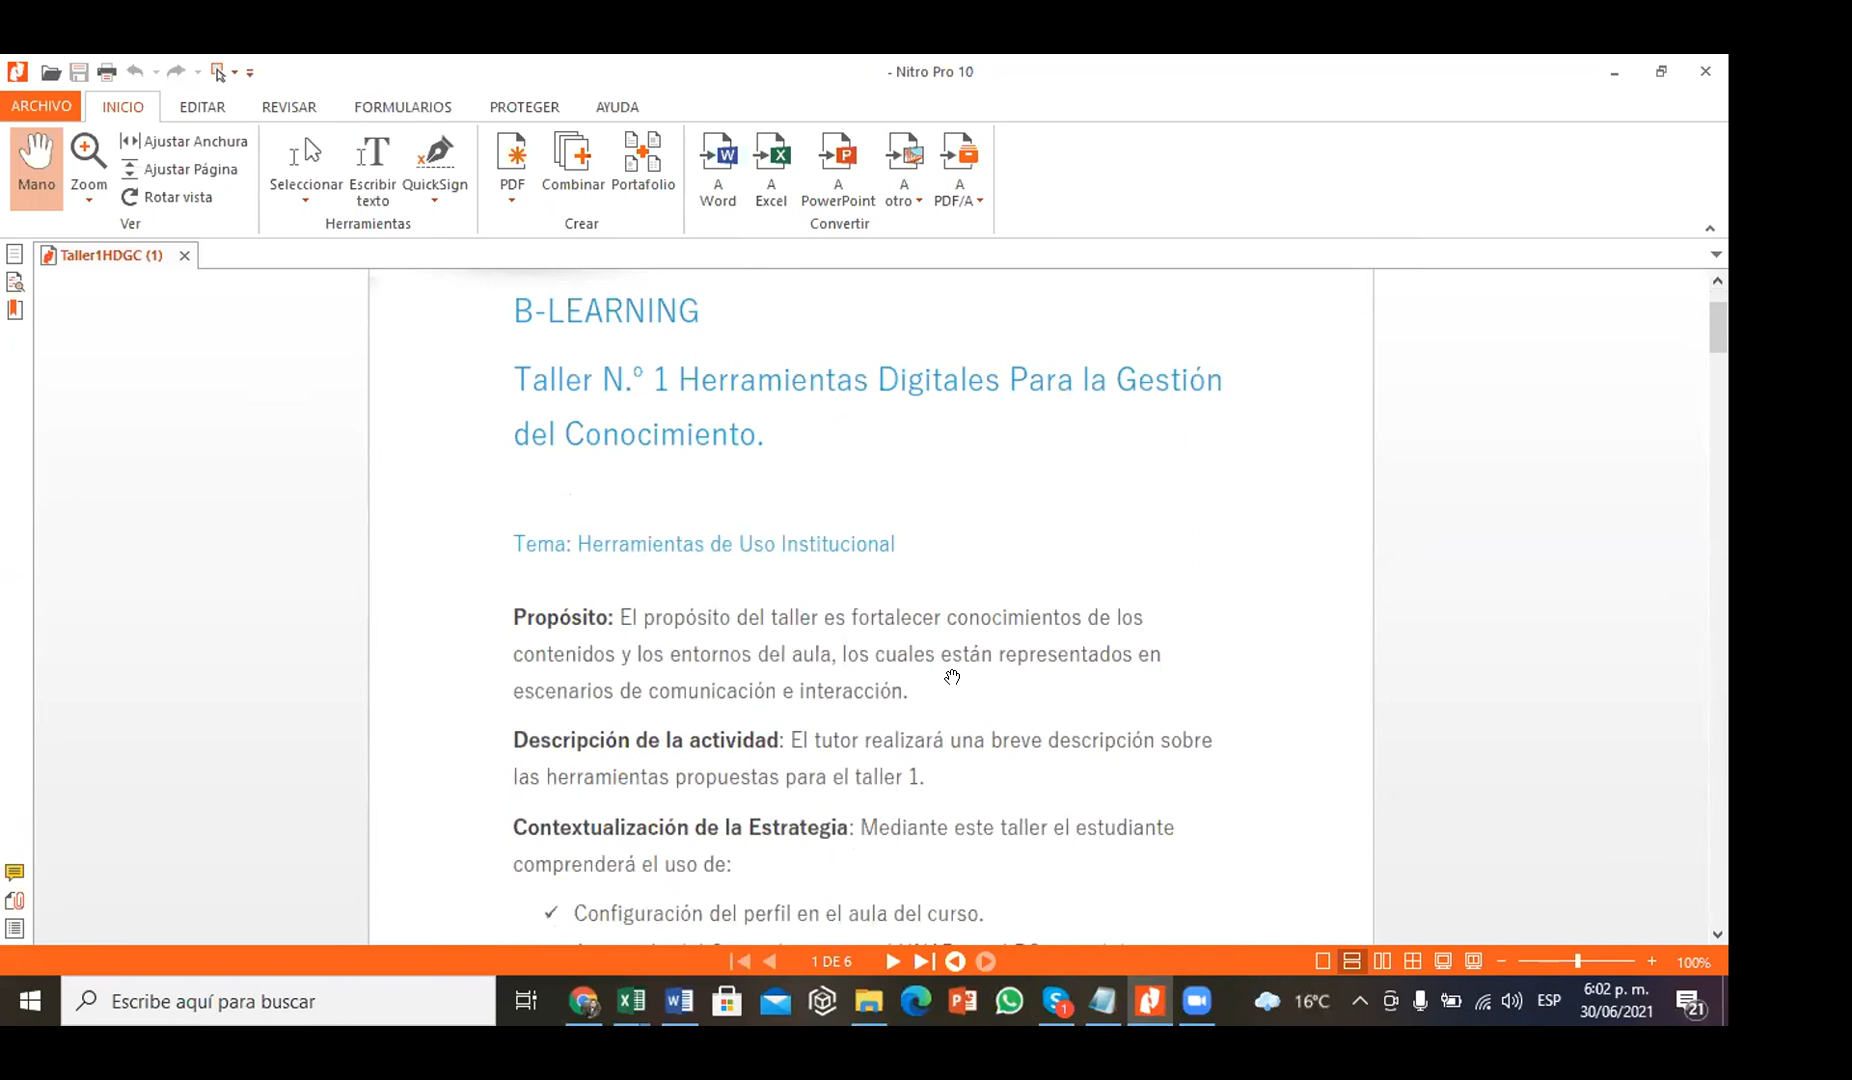 - Nitro Pro 10
ARCHIVO INICIO EDITAR REVISAR FORMULARIOS PROTEGER AYUDA
Mano
Zoom
Ajustar Anchura
Ajustar Página
Rotar vista
Ver
Seleccionar
Escribir
texto
QuickSign
Herramientas
PDF
Combinar
Portafolio
Crear
A
Word
A
Excel
A
PowerPoint
A
otro
A
PDF/A
Convertir
Taller1HDGC (1)
B-LEARNING
Taller N.º 1 Herramientas Digitales Para la Gestión
del Conocimiento.
Tema: Herramientas de Uso Institucional
Propósito: El propósito del taller es fortalecer conocimientos de los
contenidos y los entornos del aula, los cuales están representados en
escenarios de comunicación e interacción.
Descripción de la actividad: El tutor realizará una breve descripción sobre
las herramientas propuestas para el taller 1.
Contextualización de la Estrategia: Mediante este taller el estudiante
comprenderá el uso de:
✓ Configuración del perfil en el aula del curso.
1 DE 6
100%
Escribe aquí para buscar
1
16°C
ESP
6:02 p. m.
30/06/2021
21